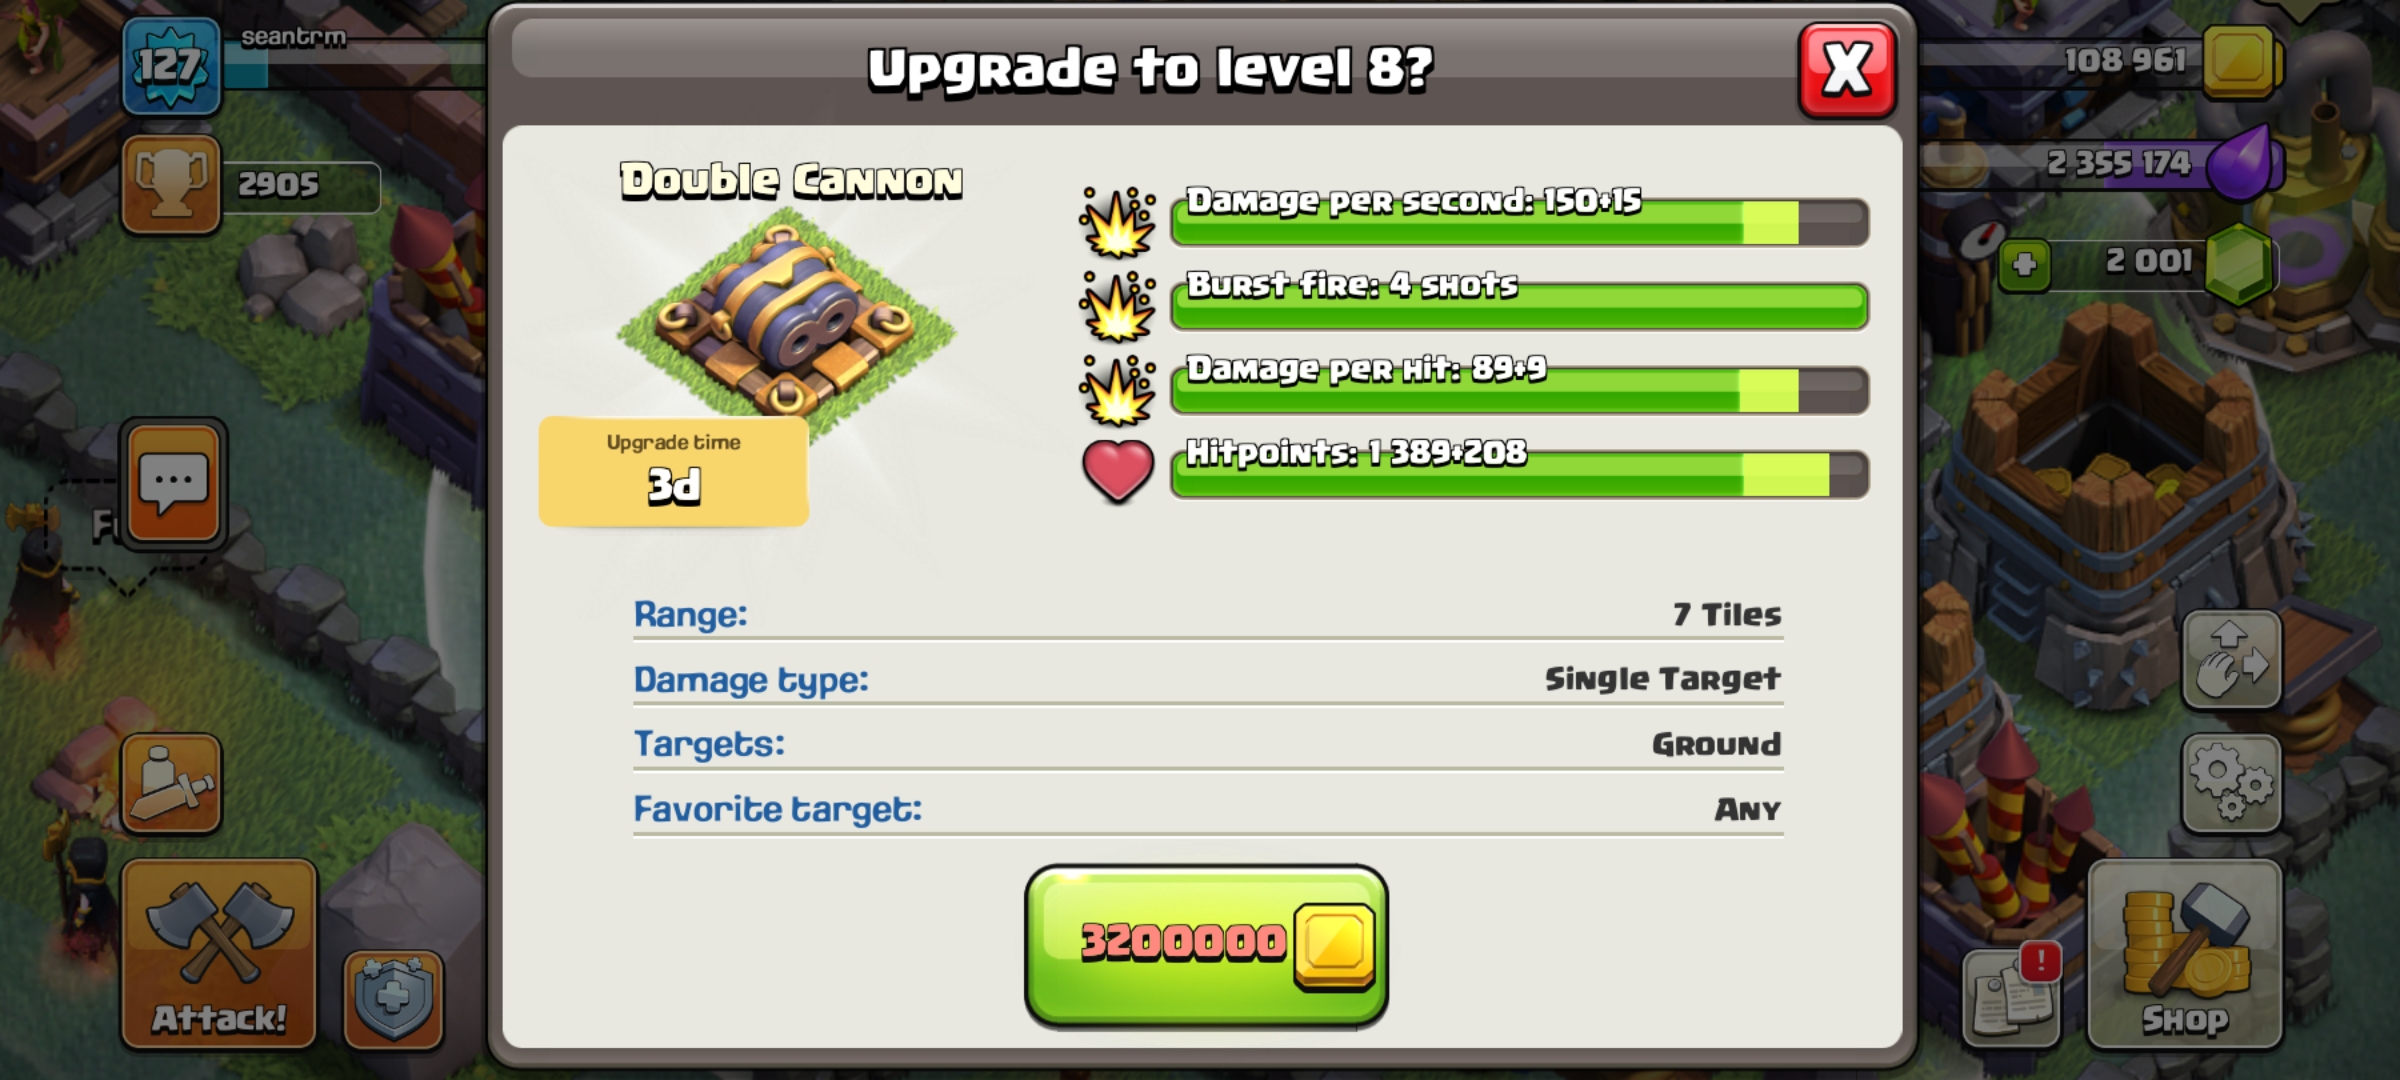 Upgrade to level 8?
X
127
seantrm
2905
108 961
2 355 174
2 001
Double Cannon
Upgrade time
3d
Damage per second: 150+15
Burst fire: 4 shots
Damage per hit: 89+9
Hitpoints: 1 389+208
Range: 7 Tiles
Damage type: Single Target
Targets: Ground
Favorite target: Any
3200000
Attack!
!
Shop